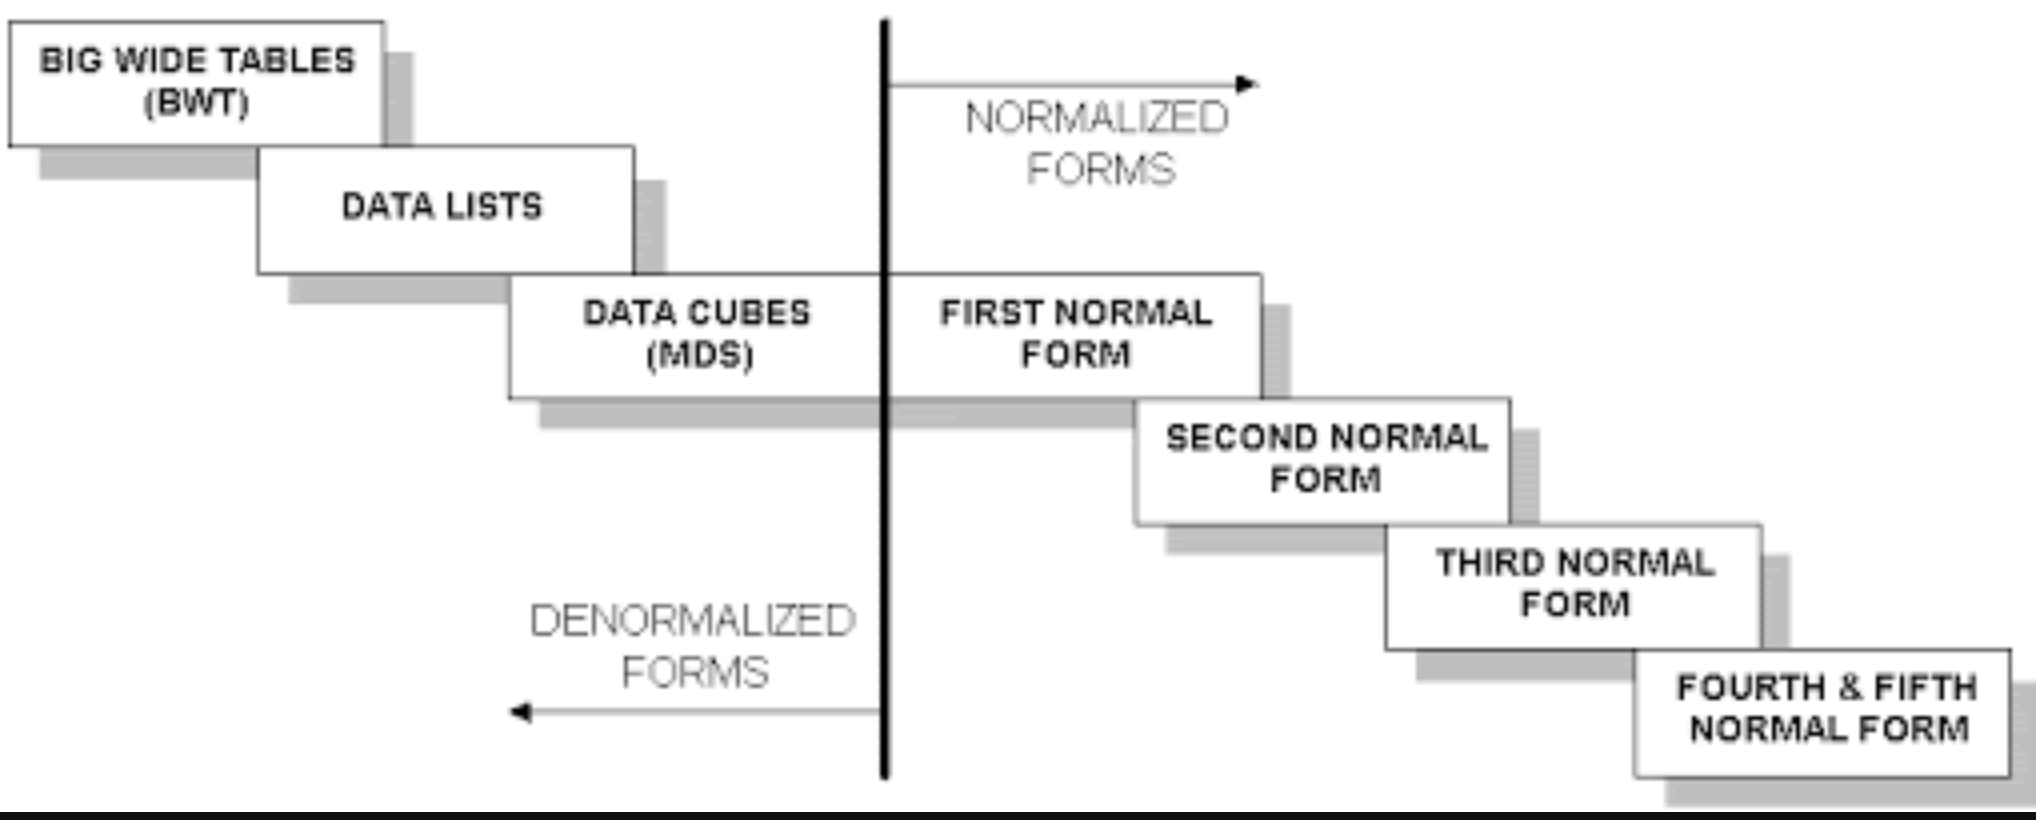 BIG WIDE TABLES
(BWT)
NORMALIZED
FORMS
DATA LISTS
DATA CUBES
(MDS)
FIRST NORMAL
FORM
SECOND NORMAL
FORM
THIRD NORMAL
FORM
DENORMALIZED
FORMS
FOURTH & FIFTH
NORMAL FORM